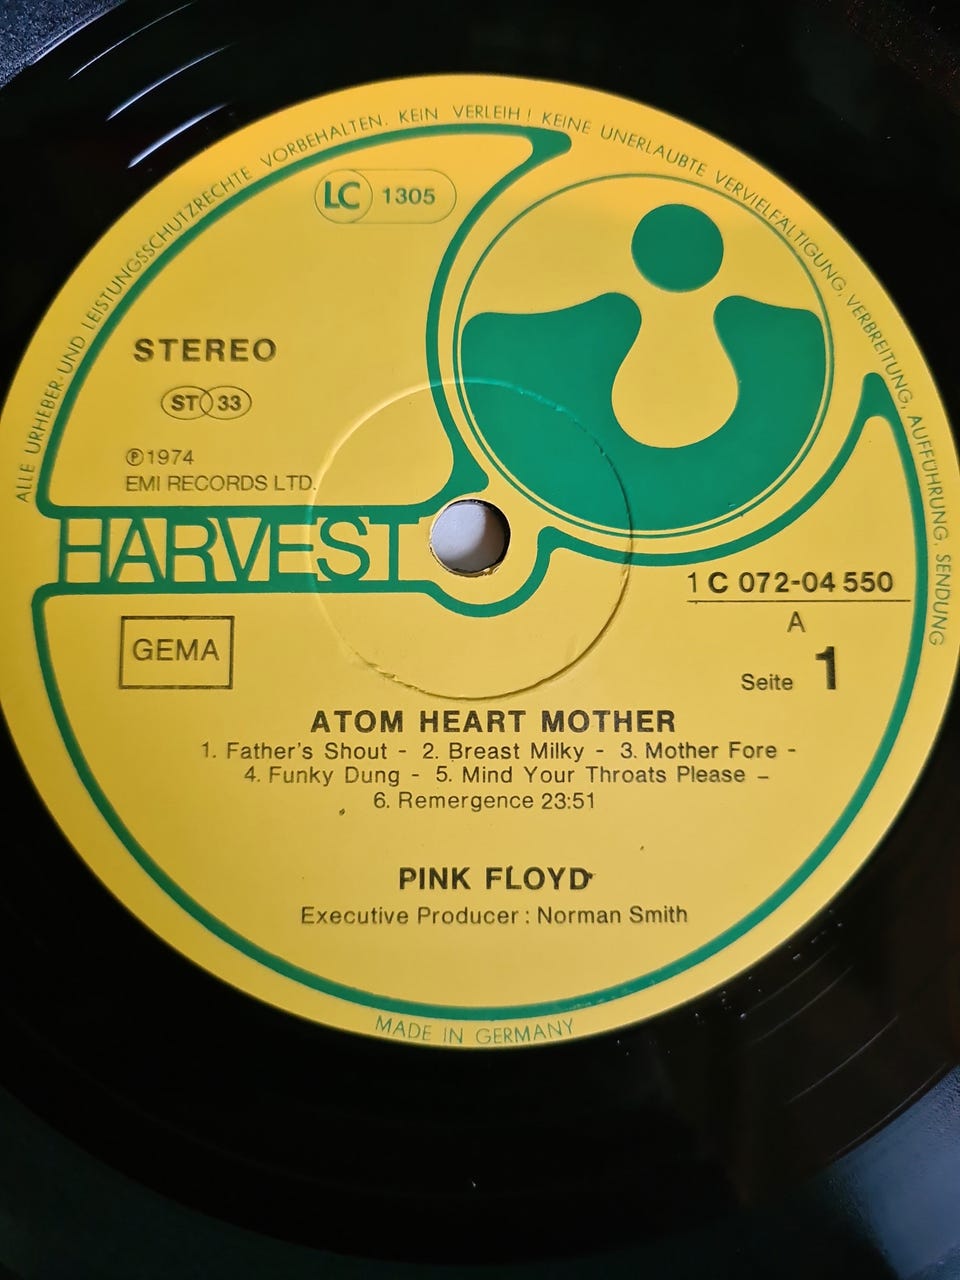 ALLE URHEBER-UND LEISTUNGSSCHUTZRECHTE VORBEHALTEN. KEIN VERLEIH! KEINE UNERLAUBTE VERVIELFÄLTIGUNG, VERBREITUNG, AUFFÜHRUNG, SENDUNG
LC 1305
STEREO
ST 33
℗1974
EMI RECORDS LTD.
HARVEST
1 C 072-04 550
A
GEMA
Seite 1
ATOM HEART MOTHER
1. Father's Shout - 2. Breast Milky - 3. Mother Fore -
4. Funky Dung - 5. Mind Your Throats Please -
6. Remergence 23:51
PINK FLOYD
Executive Producer : Norman Smith
MADE IN GERMANY